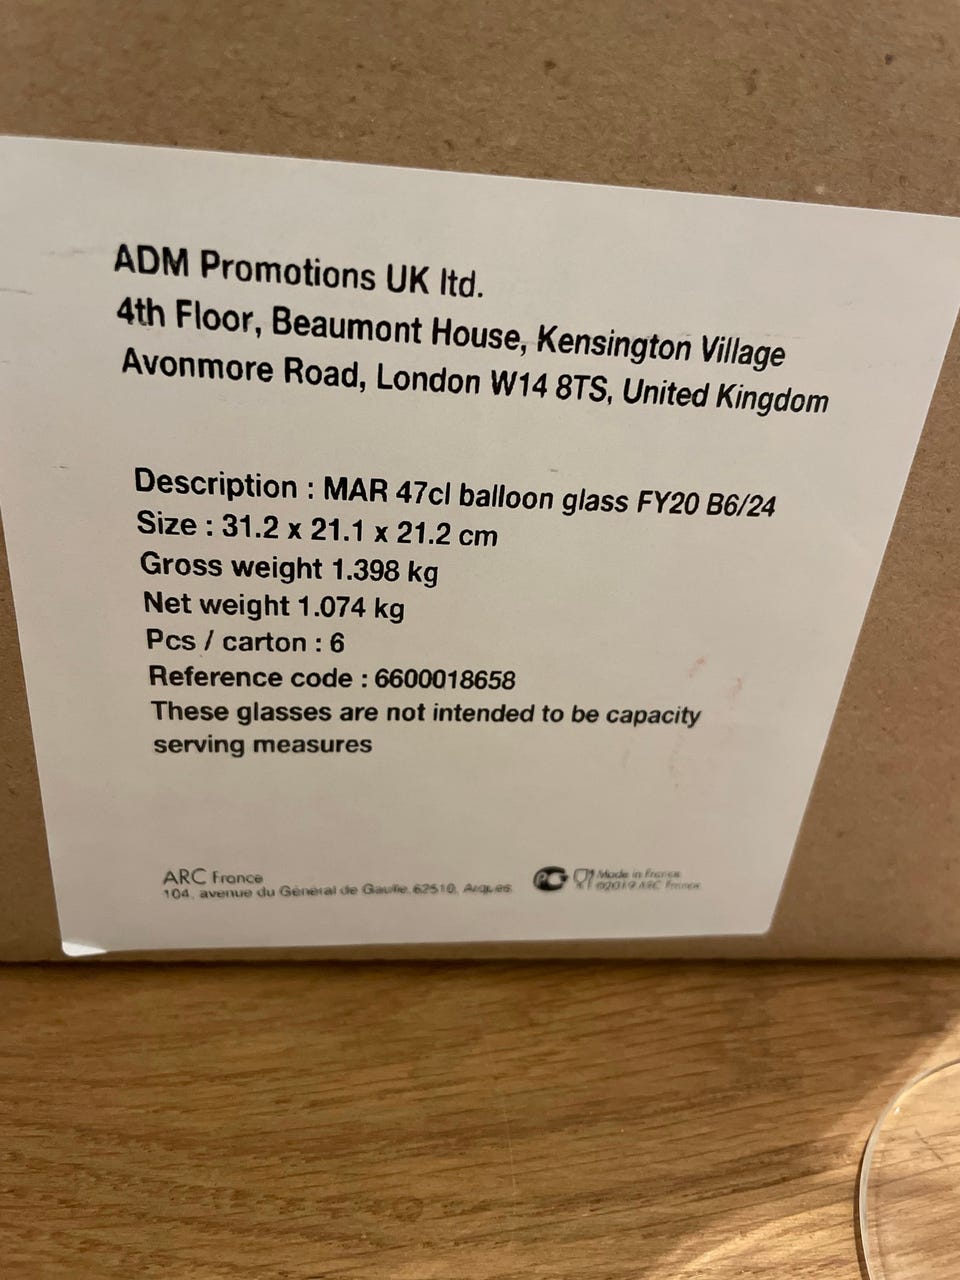 ADM Promotions UK ltd.
4th Floor, Beaumont House, Kensington Village
Avonmore Road, London W14 8TS, United Kingdom
Description : MAR 47cl balloon glass FY20 B6/24
Size : 31.2 x 21.1 x 21.2 cm
Gross weight 1.398 kg
Net weight 1.074 kg
Pcs / carton : 6
Reference code : 6600018658
These glasses are not intended to be capacity
serving measures
ARC France
104, avenue du Général de Gaulle, 62510, Arques
Made in France
©2019 ARC France